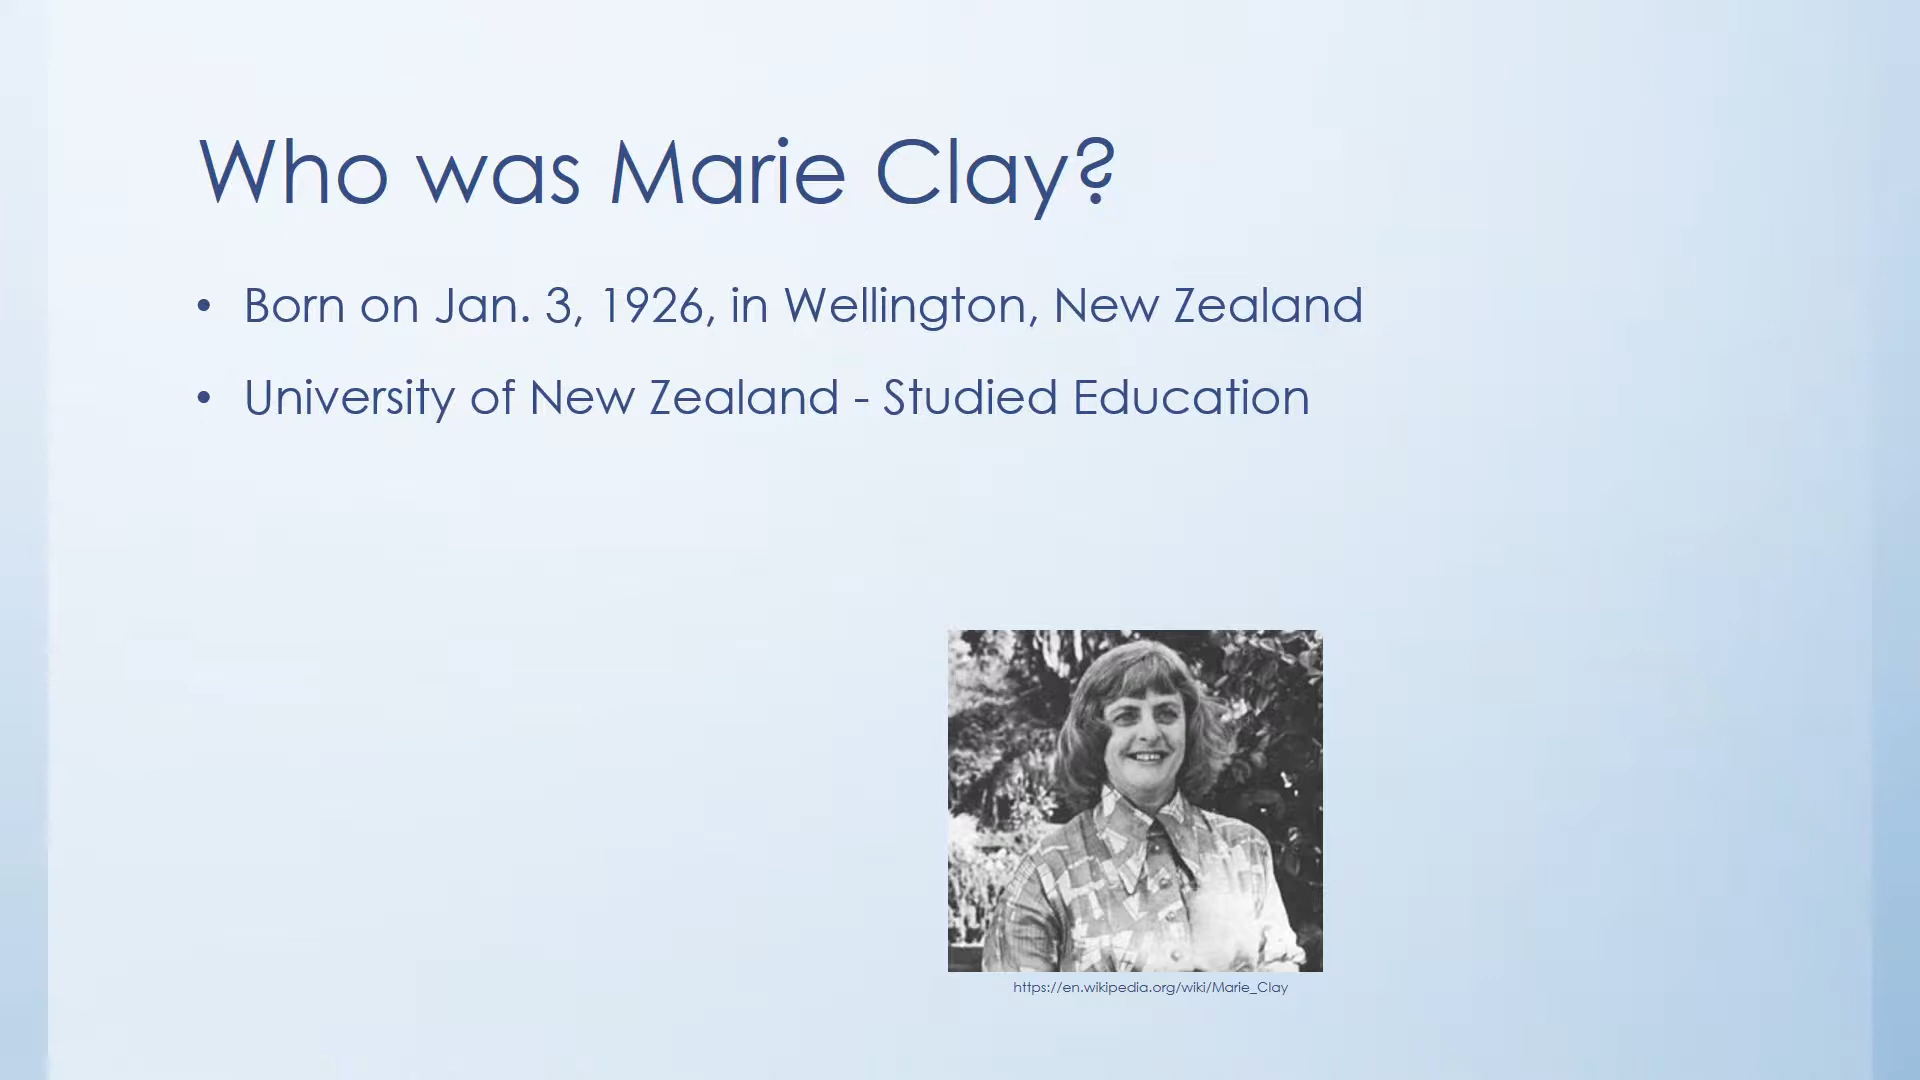 Who was Marie Clay?
• Born on Jan. 3, 1926, in Wellington, New Zealand
• University of New Zealand - Studied Education
https://en.wikipedia.org/wiki/Marie_Clay